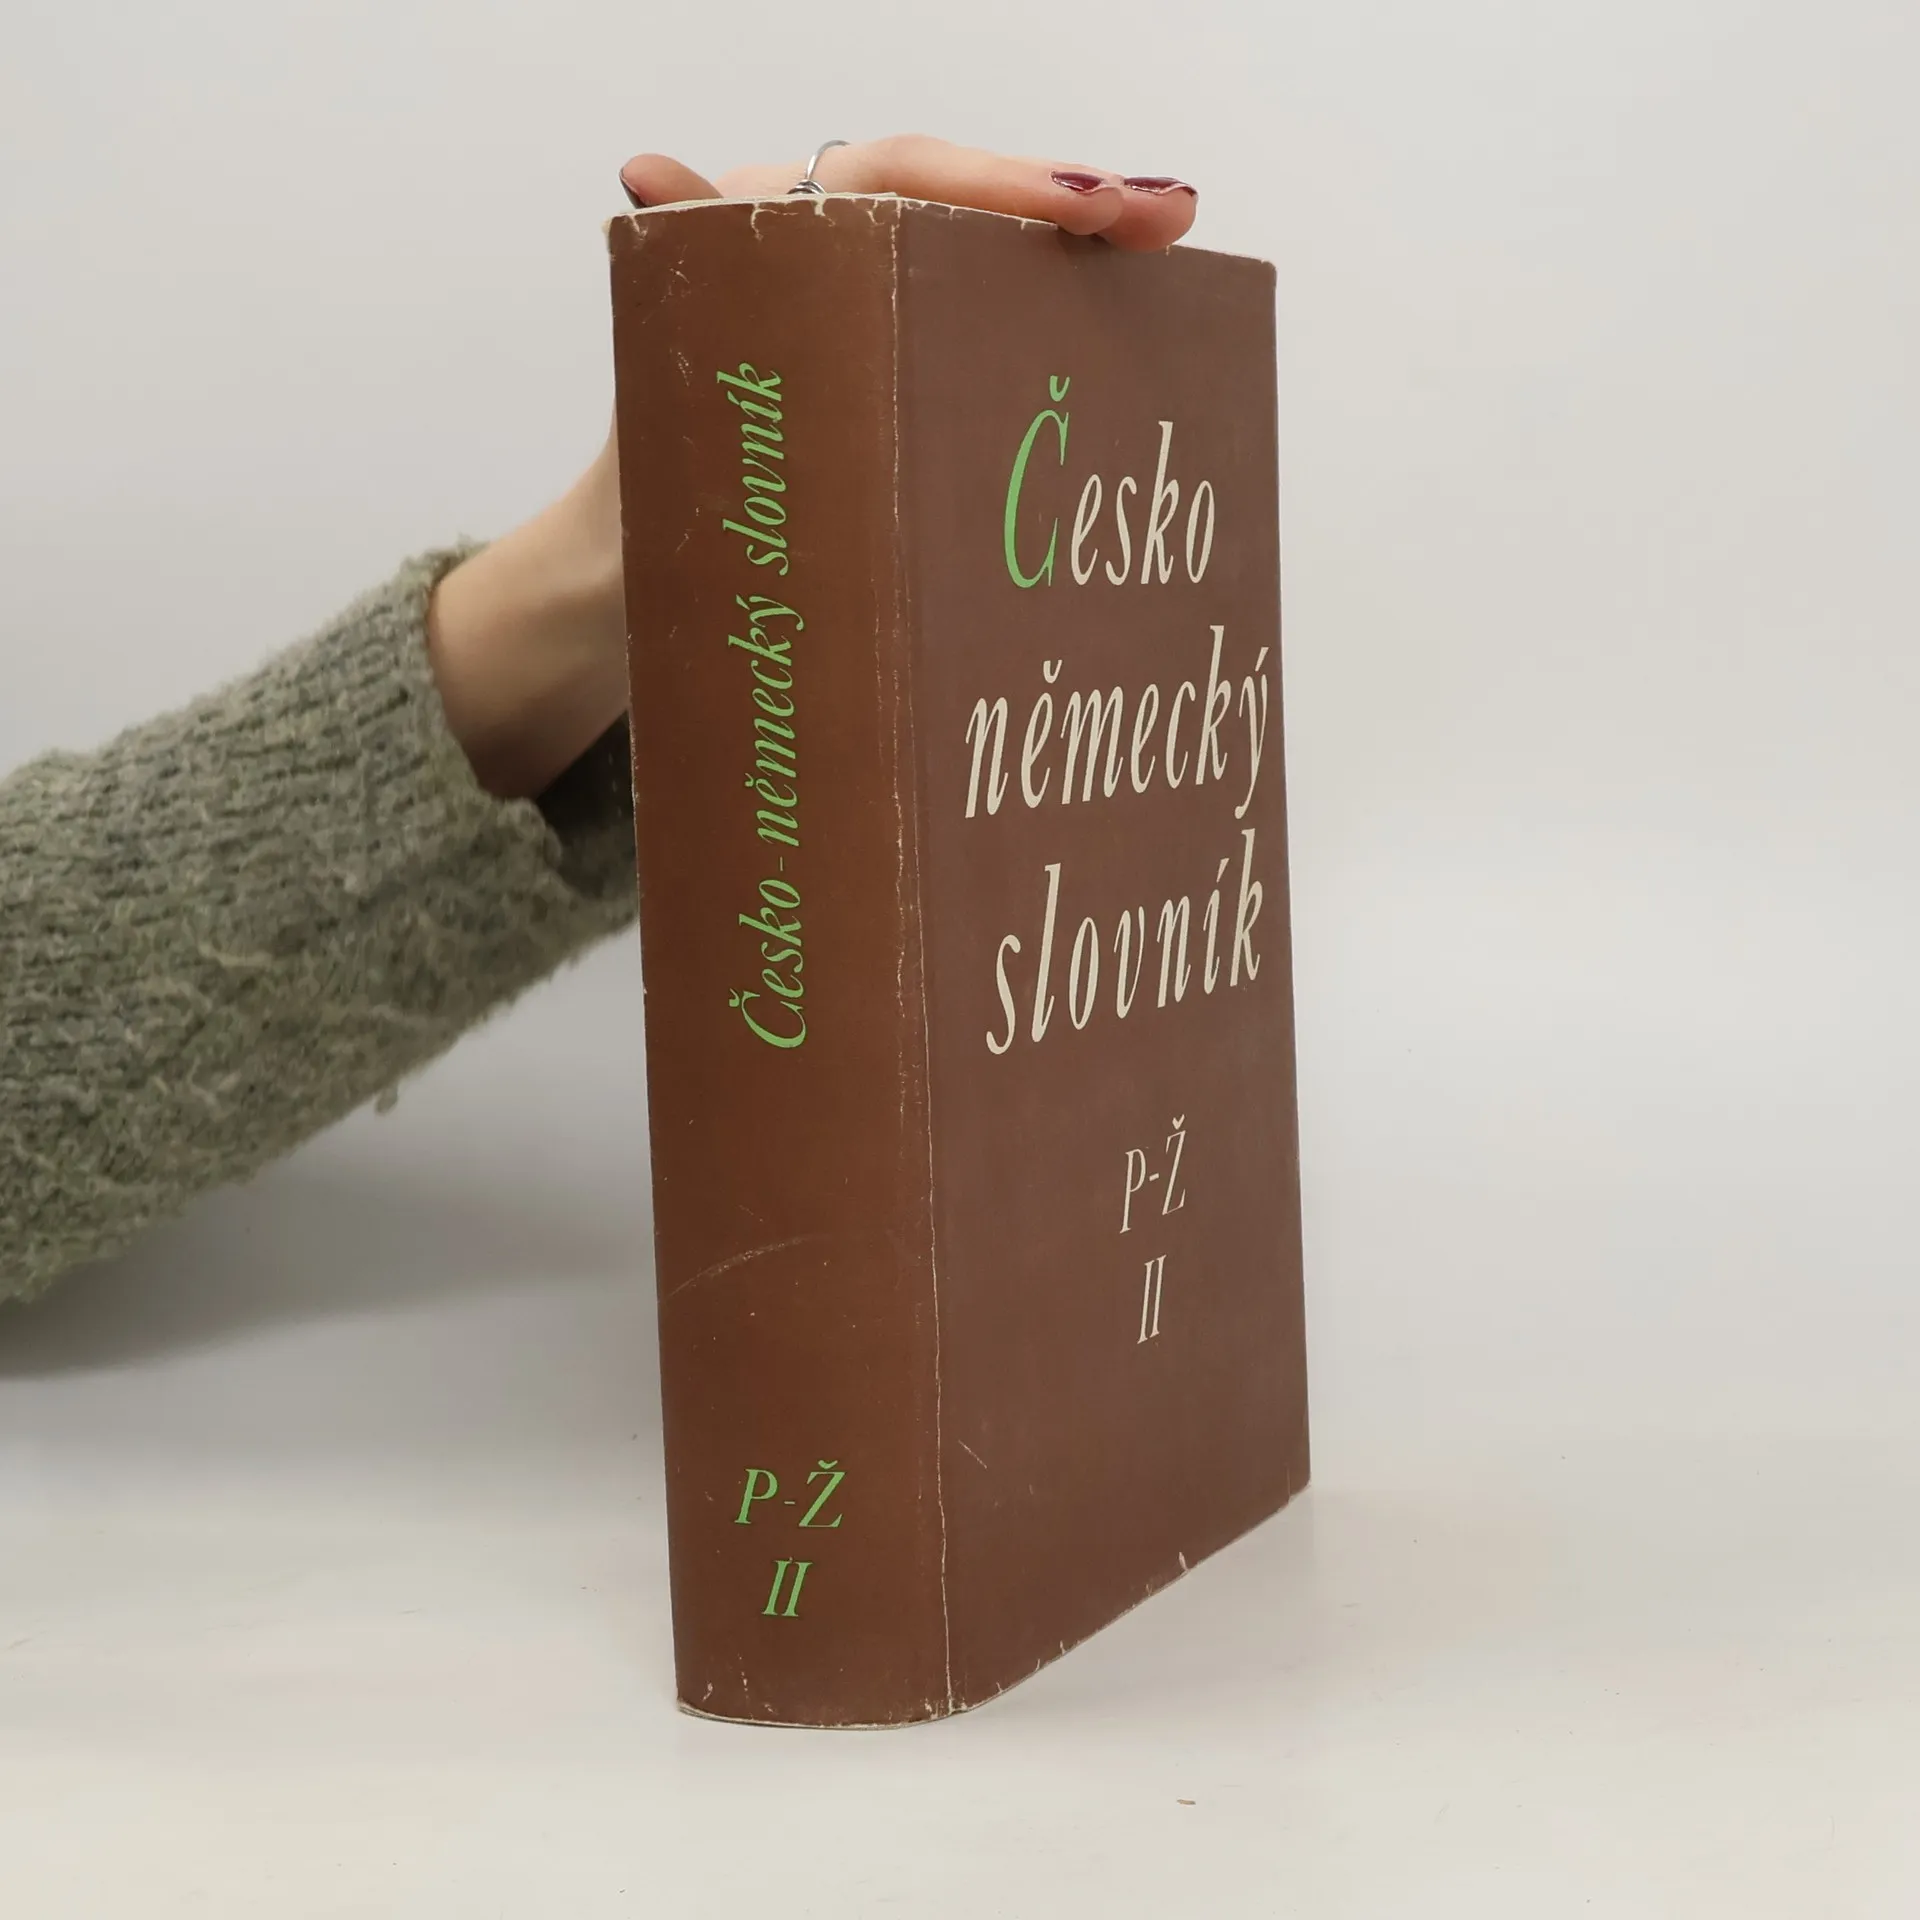 Česko-německý slovník
P-Ž
II
Česko
německý
slovník
P-Ž
II